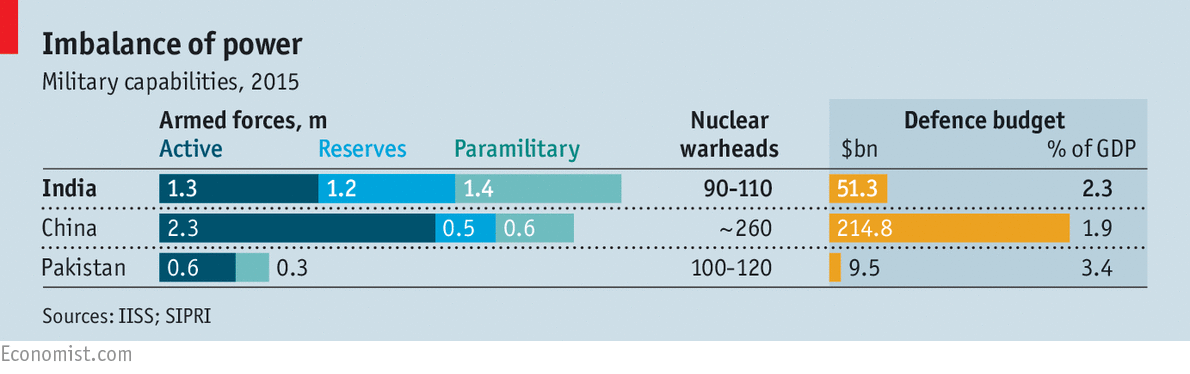 Imbalance of power
Military capabilities, 2015
Armed forces, m Nuclear warheads Defence budget
Active Reserves Paramilitary $bn % of GDP
India 1.3 1.2 1.4 90-110 51.3 2.3
China 2.3 0.5 0.6 ~260 214.8 1.9
Pakistan 0.6 0.3 100-120 9.5 3.4
Sources: IISS; SIPRI
Economist.com